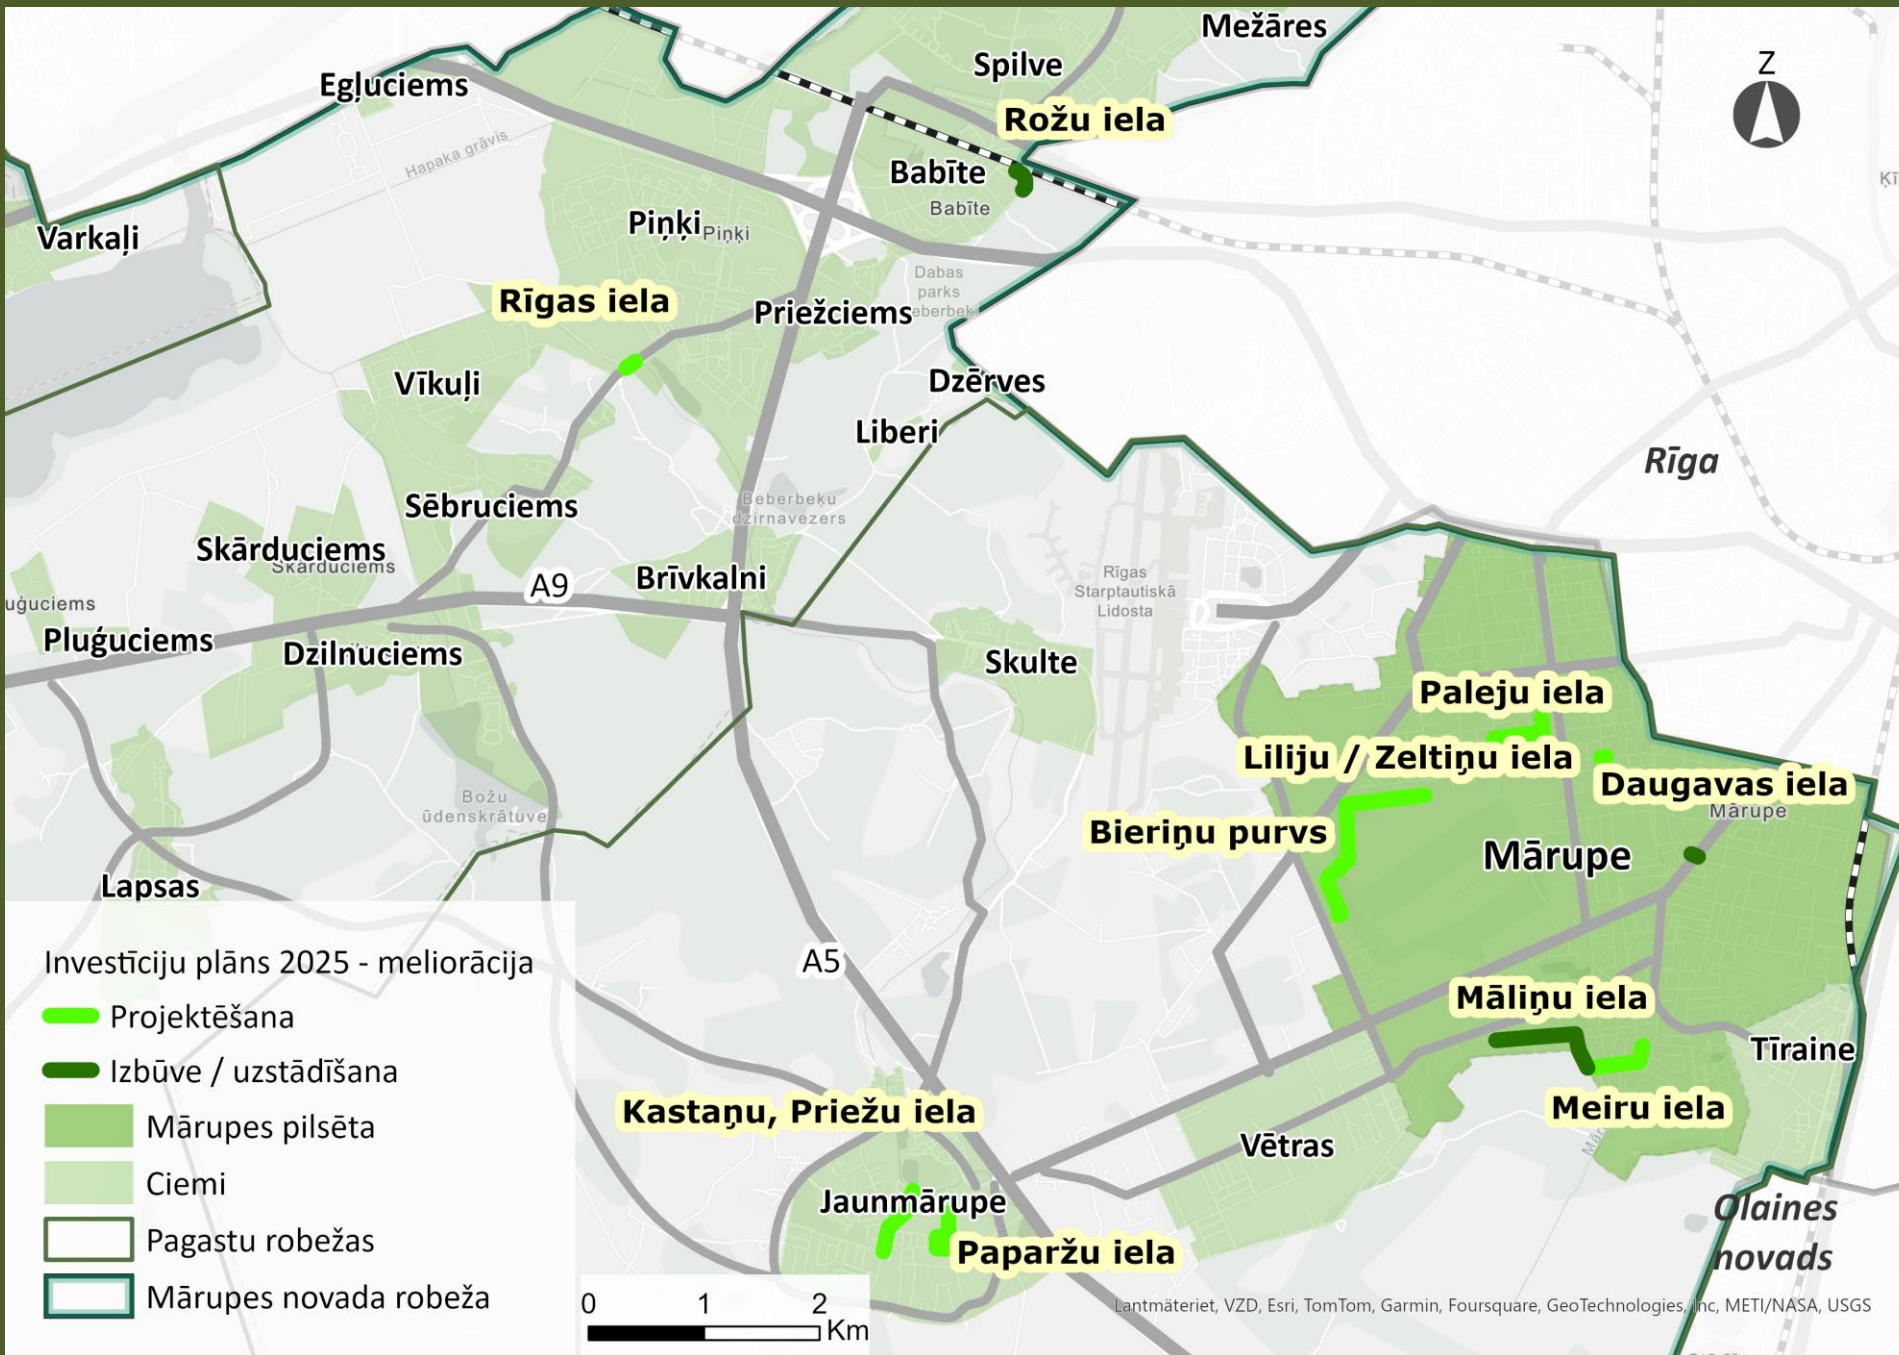 Mežāres
Spilve
Z
Egļuciems
Rožu iela
Hapaka grāvis
Babīte
Babīte
Varkaļi
Piņķi
Piņķi
Dabas
parks
Rīgas iela
Priežciems
Vīkuļi
Dzērves
Liberi
Rīga
Sēbruciems
Beberbeķu
dzirnavezers
Skārduciems
Skārduciems
A9
Brīvkalni
Rīgas
Starptautiskā
Lidosta
Pluģuciems
Dzilnuciems
Skulte
Paleju iela
Liliju / Zeltiņu iela
Daugavas iela
Mārupe
Božu
ūdenskrātuve
Bieriņu purvs
Mārupe
Lapsas
A5
Māliņu iela
Tīraine
Meiru iela
Kastaņu, Priežu iela
Vētras
Jaunmārupe
Paparžu iela
Olaines
novads
Investīciju plāns 2025 - meliorācija
Projektēšana
Izbūve / uzstādīšana
Mārupes pilsēta
Ciemi
Pagastu robežas
Mārupes novada robeža
0 1 2
Km
Lantmäteriet, VZD, Esri, TomTom, Garmin, Foursquare, GeoTechnologies, Inc, METI/NASA, USGS